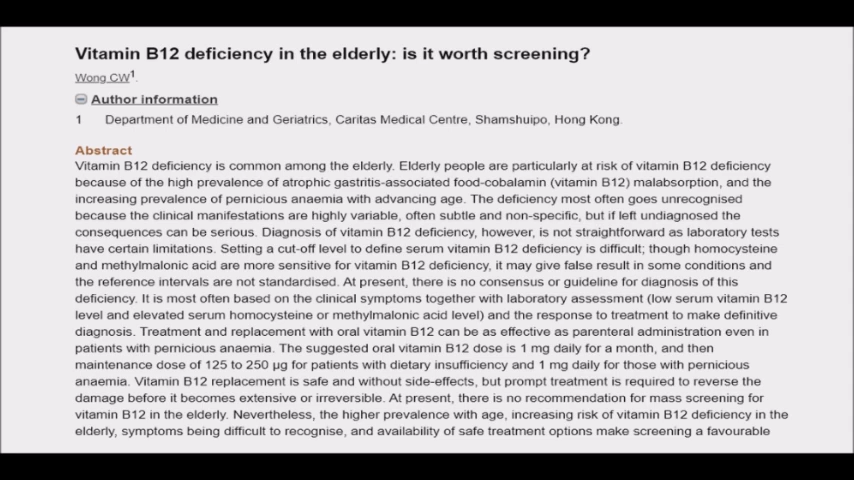 Vitamin B12 deficiency in the elderly: is it worth screening?
Wong CW1.
Author information
1 Department of Medicine and Geriatrics, Caritas Medical Centre, Shamshuipo, Hong Kong.
Abstract
Vitamin B12 deficiency is common among the elderly. Elderly people are particularly at risk of vitamin B12 deficiency
because of the high prevalence of atrophic gastritis-associated food-cobalamin (vitamin B12) malabsorption, and the
increasing prevalence of pernicious anaemia with advancing age. The deficiency most often goes unrecognised
because the clinical manifestations are highly variable, often subtle and non-specific, but if left undiagnosed the
consequences can be serious. Diagnosis of vitamin B12 deficiency, however, is not straightforward as laboratory tests
have certain limitations. Setting a cut-off level to define serum vitamin B12 deficiency is difficult; though homocysteine
and methylmalonic acid are more sensitive for vitamin B12 deficiency, it may give false result in some conditions and
the reference intervals are not standardised. At present, there is no consensus or guideline for diagnosis of this
deficiency. It is most often based on the clinical symptoms together with laboratory assessment (low serum vitamin B12
level and elevated serum homocysteine or methylmalonic acid level) and the response to treatment to make definitive
diagnosis. Treatment and replacement with oral vitamin B12 can be as effective as parenteral administration even in
patients with pernicious anaemia. The suggested oral vitamin B12 dose is 1 mg daily for a month, and then
maintenance dose of 125 to 250 µg for patients with dietary insufficiency and 1 mg daily for those with pernicious
anaemia. Vitamin B12 replacement is safe and without side-effects, but prompt treatment is required to reverse the
damage before it becomes extensive or irreversible. At present, there is no recommendation for mass screening for
vitamin B12 in the elderly. Nevertheless, the higher prevalence with age, increasing risk of vitamin B12 deficiency in the
elderly, symptoms being difficult to recognise, and availability of safe treatment options make screening a favourable